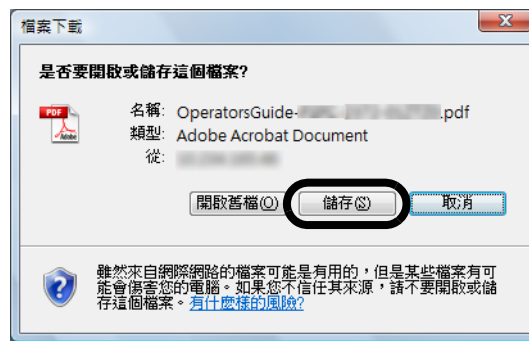 檔案下載
是否要開啟或儲存這個檔案?
PDF
Adobe
名稱: OperatorsGuide- .pdf
類型: Adobe Acrobat Document
從:
開啟舊檔(O) 儲存(S) 取消
雖然來自網際網路的檔案可能是有用的，但是某些檔案有可
能會傷害您的電腦。如果您不信任其來源，請不要開啟或儲
存這個檔案。有什麼樣的風險?